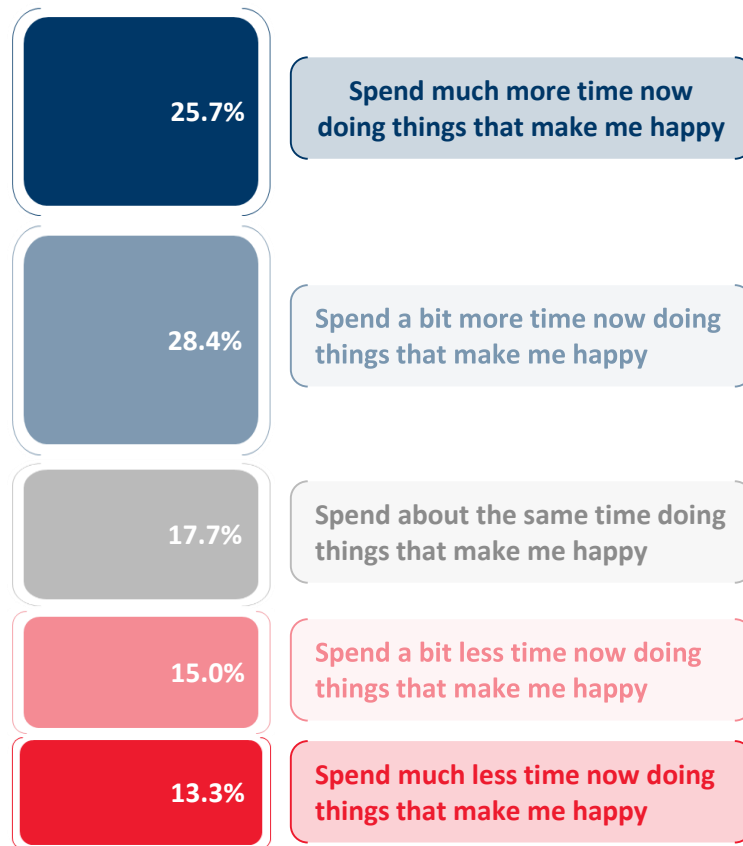 25.7%
Spend much more time now
doing things that make me happy
28.4%
Spend a bit more time now doing
things that make me happy
17.7%
Spend about the same time doing
things that make me happy
15.0%
Spend a bit less time now doing
things that make me happy
13.3%
Spend much less time now doing
things that make me happy